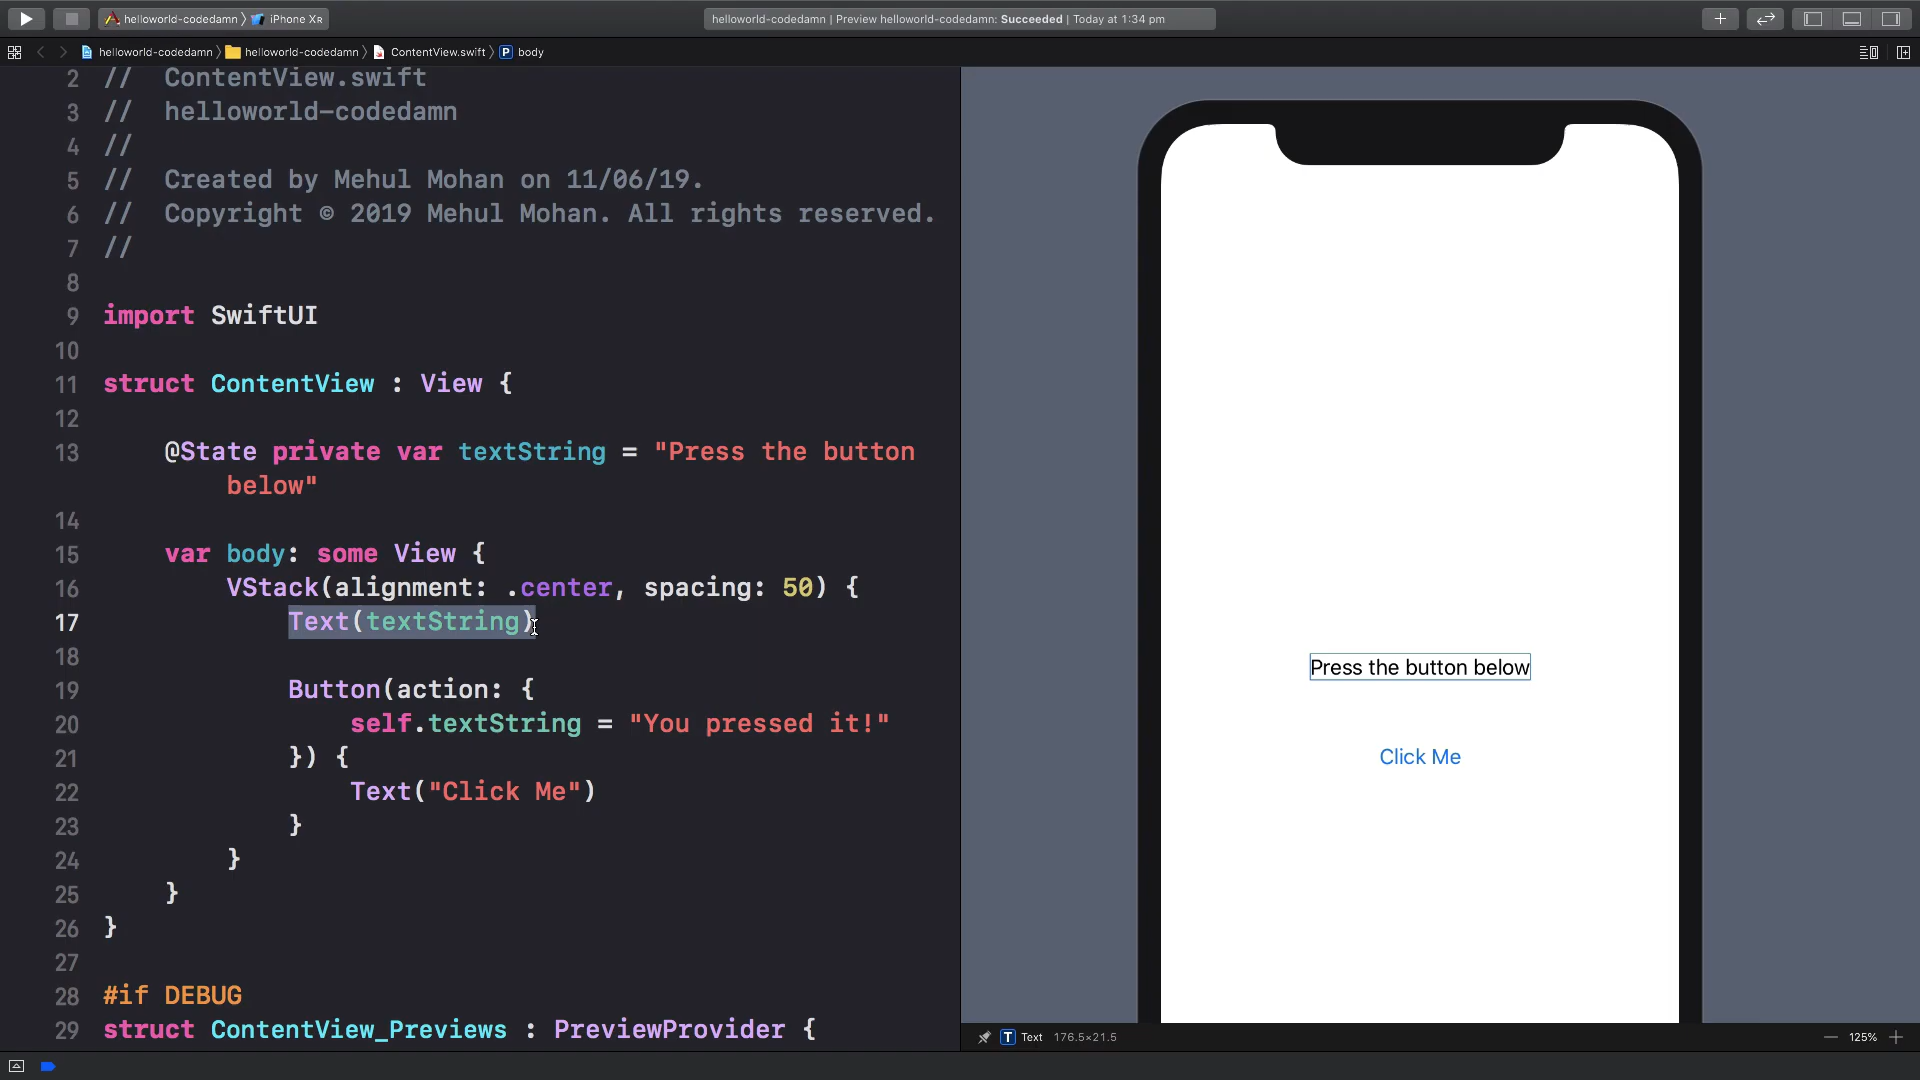 helloworld-codedamn 〉 iPhone XR
helloworld-codedamn | Preview helloworld-codedamn: Succeeded | Today at 1:34 pm
helloworld-codedamn 〉 helloworld-codedamn 〉 ContentView.swift 〉 P body
2 //  ContentView.swift
3 //  helloworld-codedamn
4 //
5 //  Created by Mehul Mohan on 11/06/19.
6 //  Copyright © 2019 Mehul Mohan. All rights reserved.
7 //
8
9 import SwiftUI
10
11 struct ContentView : View {
12
13     @State private var textString = "Press the button
below"
14
15     var body: some View {
16         VStack(alignment: .center, spacing: 50) {
17             Text(textString)
18
19             Button(action: {
20                 self.textString = "You pressed it!"
21             }) {
22                 Text("Click Me")
23             }
24         }
25     }
26 }
27
28 #if DEBUG
29 struct ContentView_Previews : PreviewProvider {
Press the button below
Click Me
T Text 176.5×21.5
125%